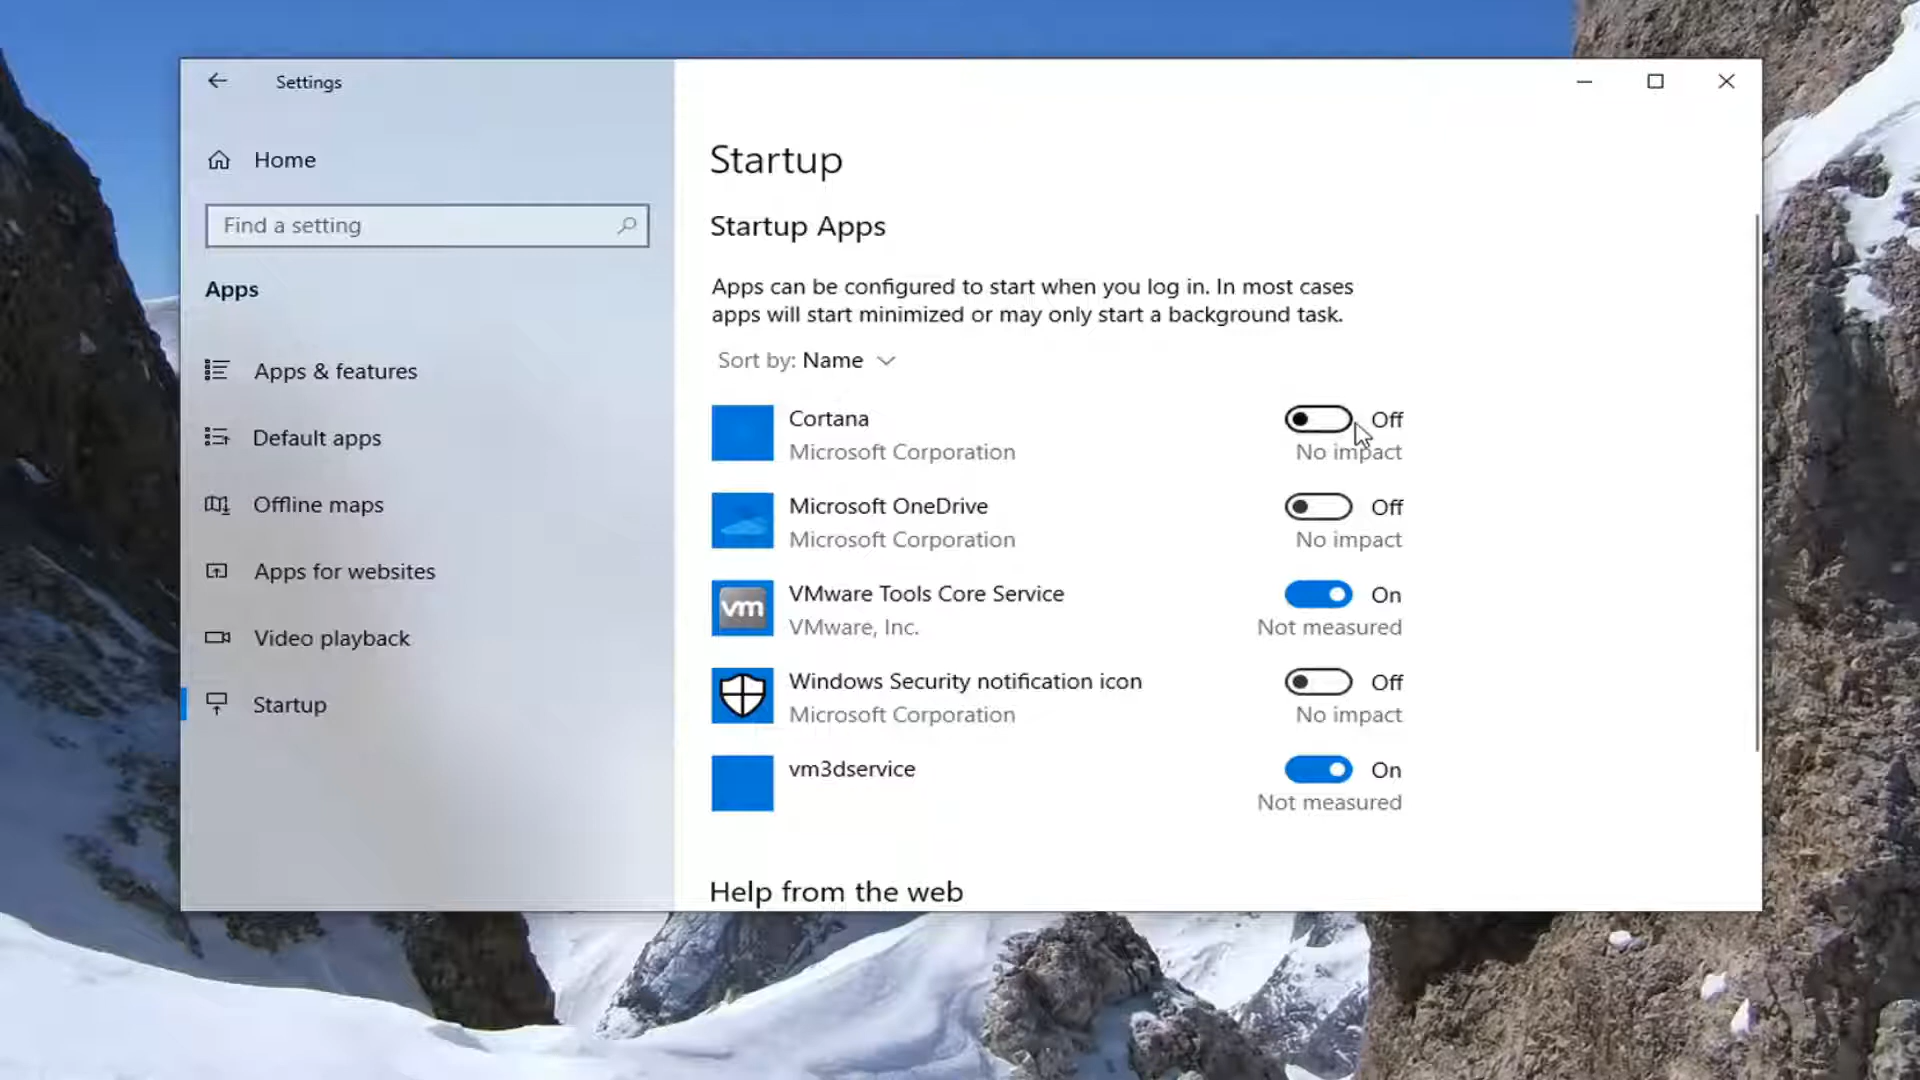 Settings
Home
Find a setting
Apps
Apps & features
Default apps
Offline maps
Apps for websites
Video playback
Startup
Startup
Startup Apps
Apps can be configured to start when you log in. In most cases
apps will start minimized or may only start a background task.
Sort by: Name
Cortana
Off
Microsoft Corporation
No impact
Microsoft OneDrive
Off
Microsoft Corporation
No impact
vm
VMware Tools Core Service
On
VMware, Inc.
Not measured
Windows Security notification icon
Off
Microsoft Corporation
No impact
vm3dservice
On
Not measured
Help from the web